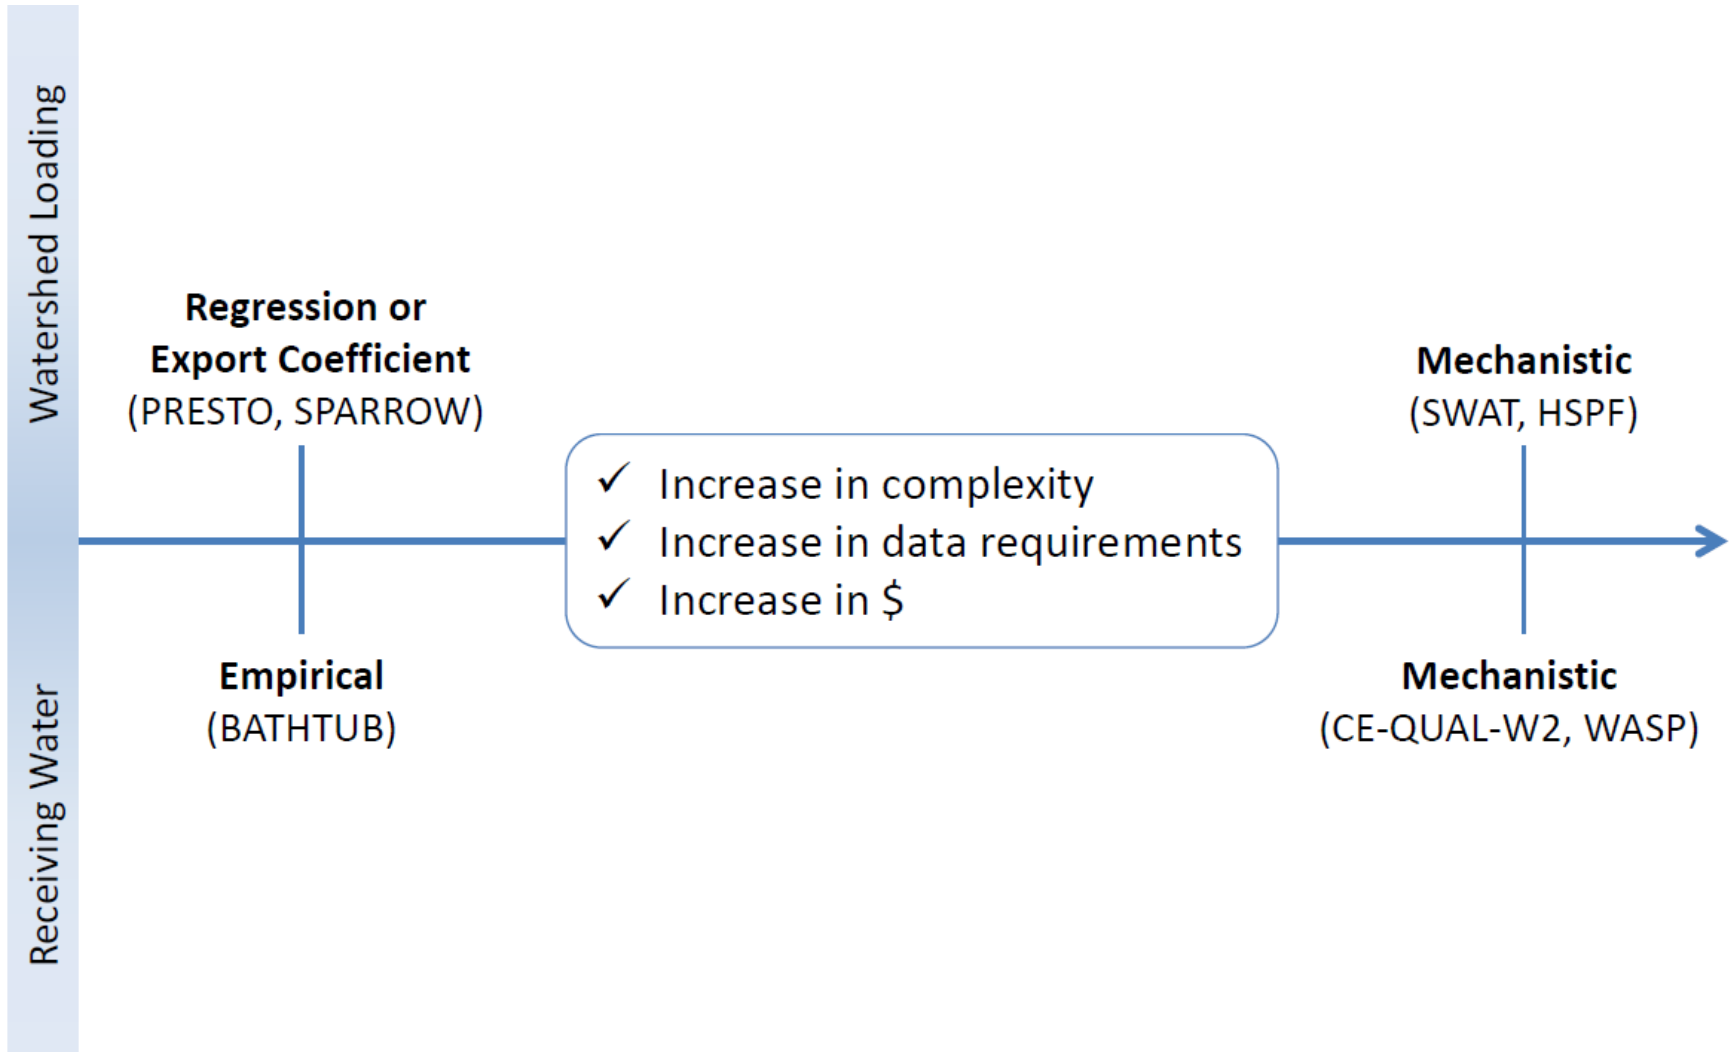 Watershed Loading
Receiving Water
Regression or
Export Coefficient
(PRESTO, SPARROW)
Empirical
(BATHTUB)
✓ Increase in complexity
✓ Increase in data requirements
✓ Increase in $
Mechanistic
(SWAT, HSPF)
Mechanistic
(CE-QUAL-W2, WASP)